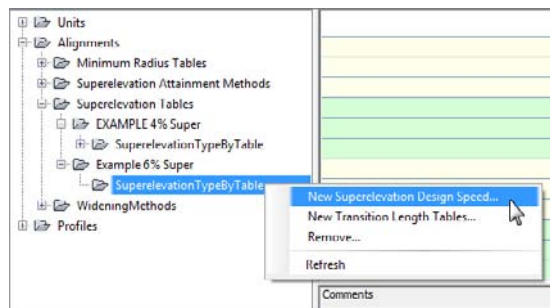 Units
Alignments
Minimum Radius Tables
Superelevation Attainment Methods
Superelevation Tables
EXAMPLE 4% Super
SuperelevationTypeByTable
Example 6% Super
SuperelevationTypeByTable
WideningMethods
Profiles
New Superelevation Design Speed...
New Transition Length Tables...
Remove...
Refresh
Comments